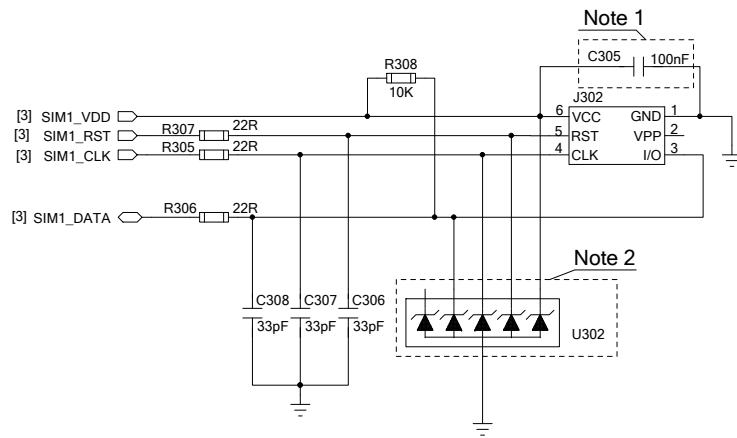 Note 1
C305 100nF
R308
10K
J302
[3] SIM1_VDD 6 VCC GND 1
[3] SIM1_RST R307 22R 5 RST VPP 2
[3] SIM1_CLK R305 22R 4 CLK I/O 3
[3] SIM1_DATA R306 22R
Note 2
C308 C307 C306
33pF 33pF 33pF
U302